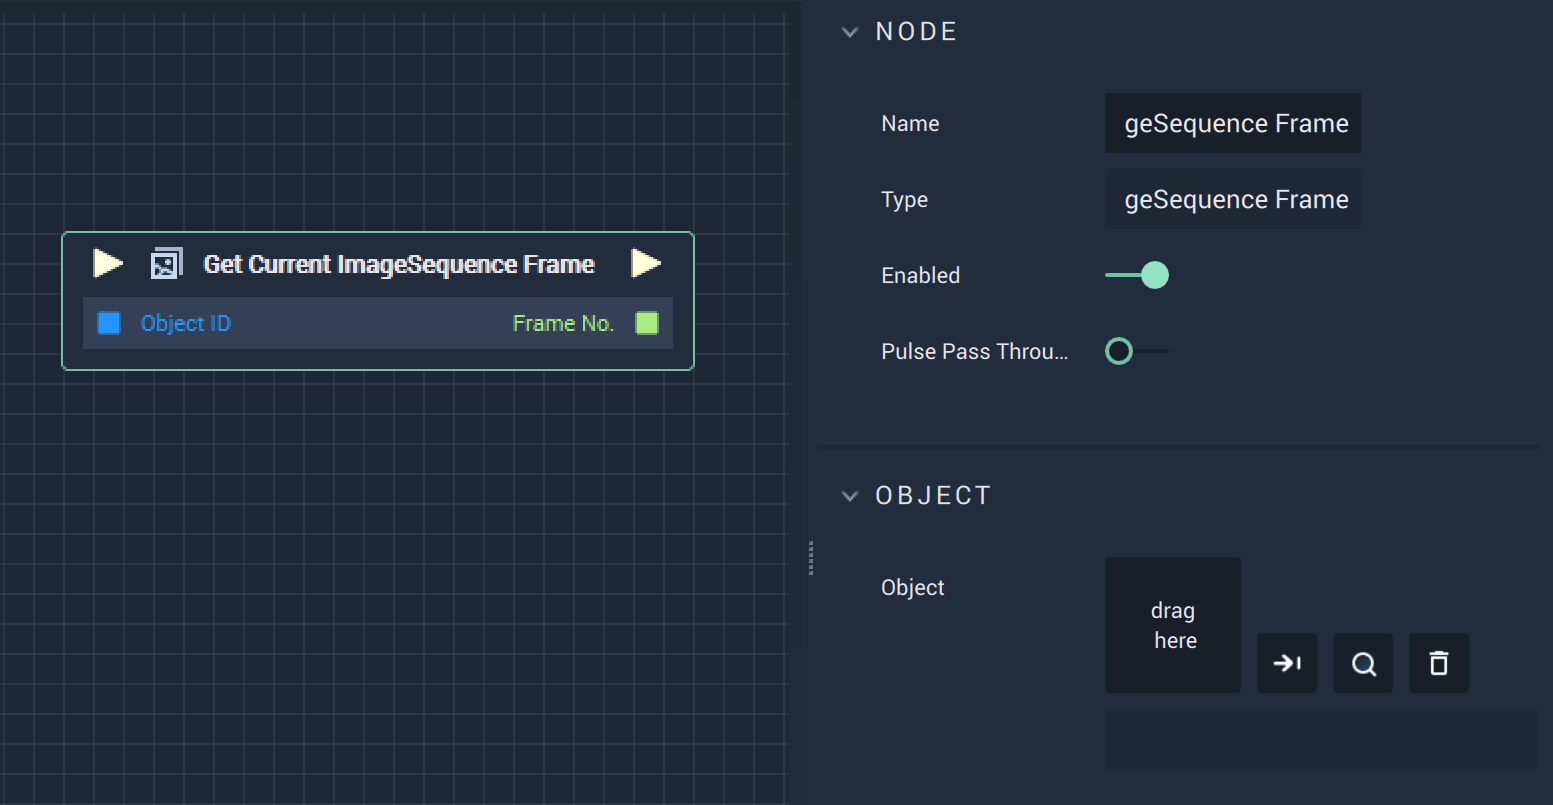 Get Current ImageSequence Frame
Object ID
Frame No.
NODE
Name
geSequence Frame
Type
geSequence Frame
Enabled
Pulse Pass Throu...
OBJECT
Object
drag
here